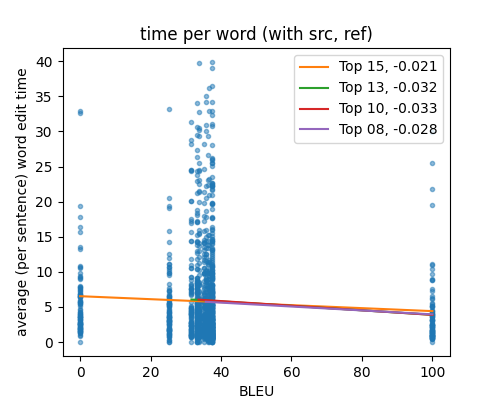 time per word (with src, ref)
Top 15, -0.021
Top 13, -0.032
Top 10, -0.033
Top 08, -0.028
average (per sentence) word edit time
40
35
30
25
20
15
10
5
0
0 20 40 60 80 100
BLEU